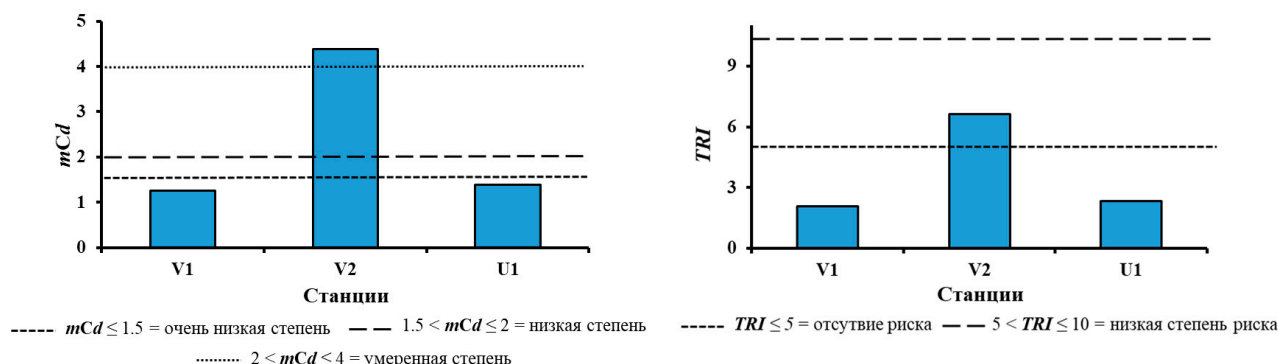 5
4
3
2
1
0
mCd
V1 V2 U1
Станции
mCd ≤ 1.5 = очень низкая степень 1.5 < mCd ≤ 2 = низкая степень
2 < mCd ≤ 4 = умеренная степень
9
6
3
0
TRI
V1 V2 U1
Станции
TRI ≤ 5 = отсутвие риска 5 < TRI ≤ 10 = низкая степень риска